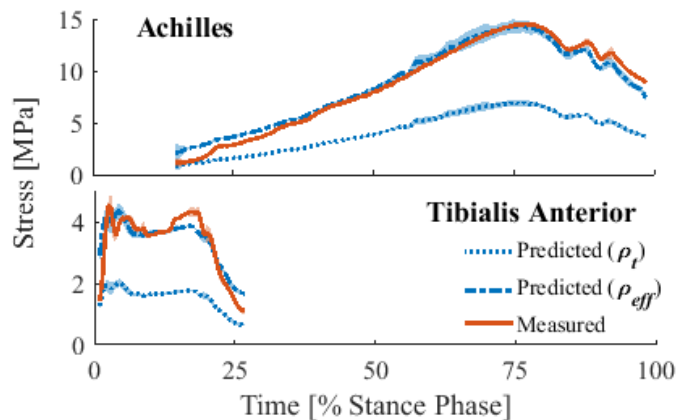 Achilles
15
10
5
0
Stress [MPa]
Tibialis Anterior
4
2
0
Predicted (ρt)
Predicted (ρeff)
Measured
0 25 50 75 100
Time [% Stance Phase]